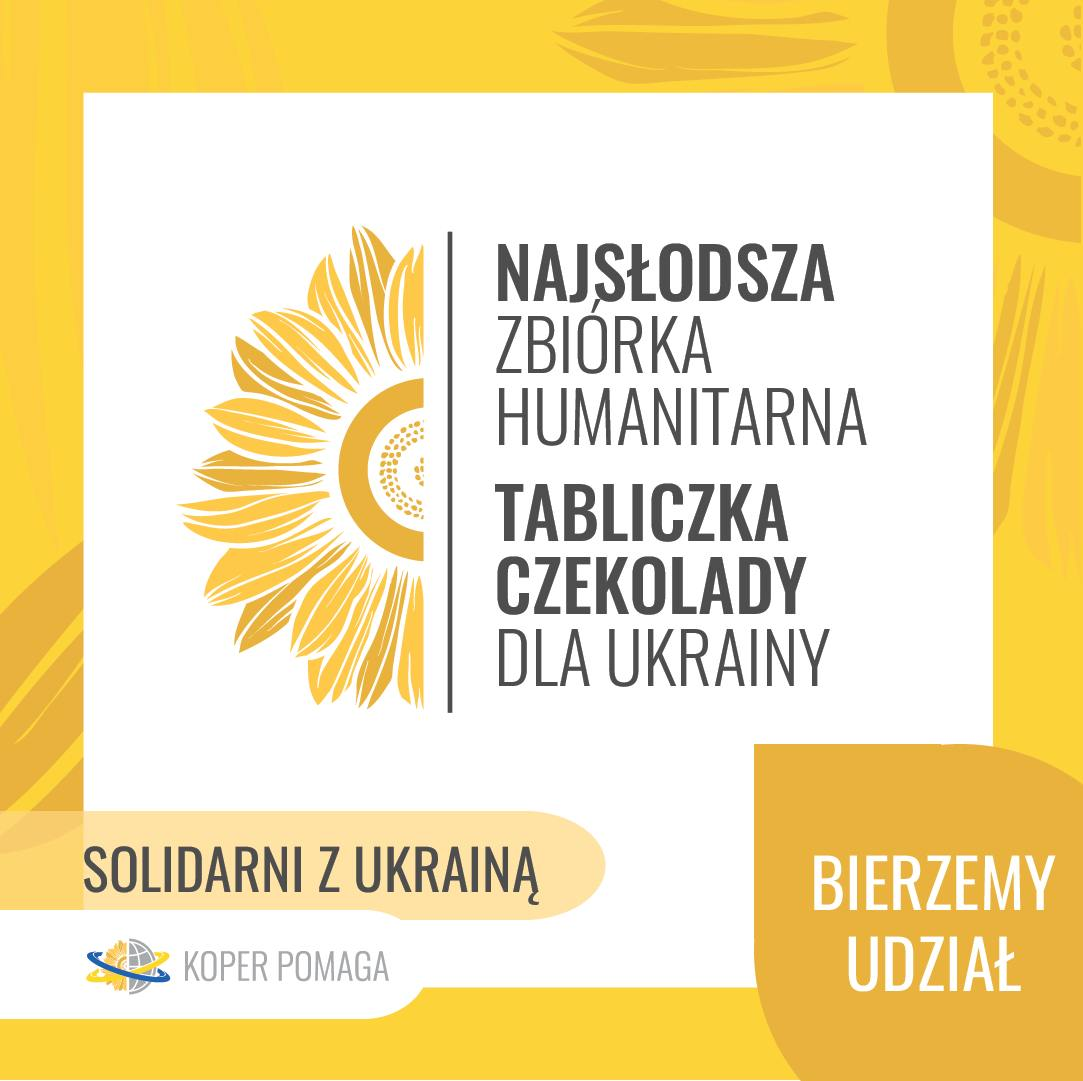 NAJSŁODSZA
ZBIÓRKA
HUMANITARNA
TABLICZKA
CZEKOLADY
DLA UKRAINY
SOLIDARNI Z UKRAINĄ
KOPER POMAGA
BIERZEMY
UDZIAŁ